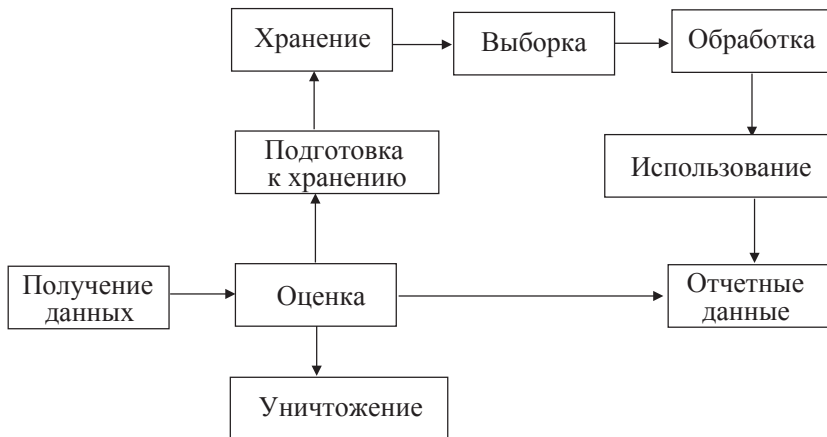 Хранение
Выборка
Обработка
Подготовка
к хранению
Использование
Получение
данных
Оценка
Отчетные
данные
Уничтожение